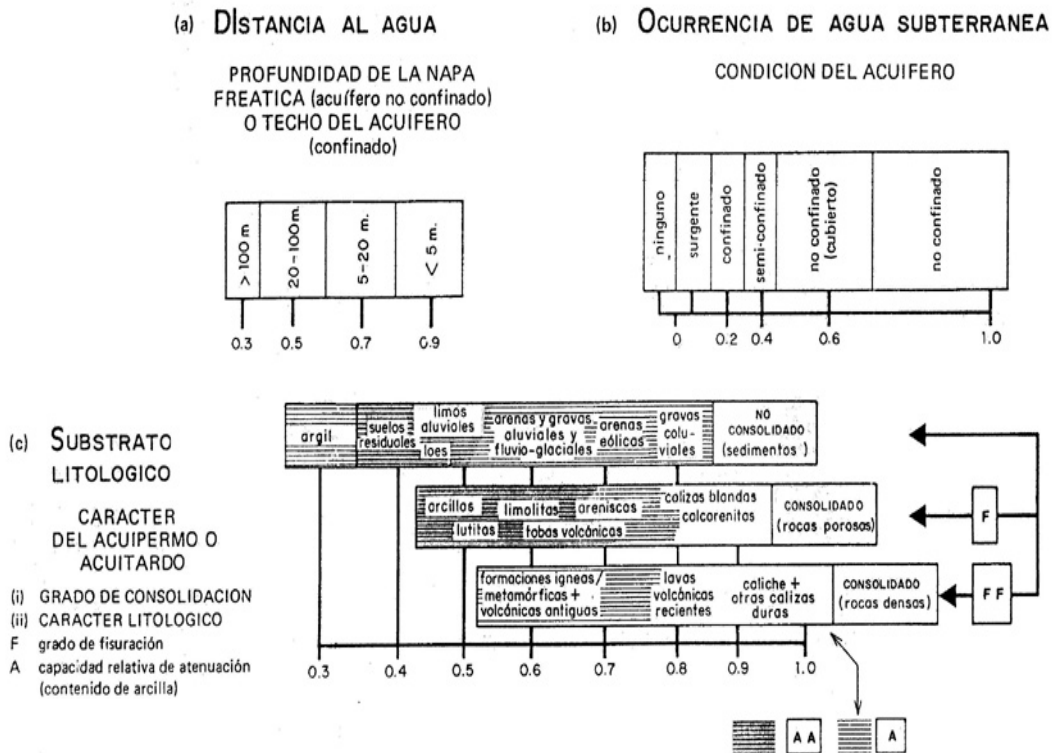 (a) DISTANCIA AL AGUA
PROFUNDIDAD DE LA NAPA
FREATICA (acuífero no confinado)
O TECHO DEL ACUIFERO
(confinado)
> 100 m.
20-100m.
5-20 m.
< 5 m.
0.3 0.5 0.7 0.9
(b) OCURRENCIA DE AGUA SUBTERRANEA
CONDICION DEL ACUIFERO
ninguno
surgente
confinado
semi-confinado
no confinado
(cubierto)
no confinado
0 0.2 0.4 0.6 1.0
(c) SUBSTRATO
LITOLOGICO
CARACTER
DEL ACUIPERMO O
ACUITARDO
(i) GRADO DE CONSOLIDACION
(ii) CARACTER LITOLOGICO
F grado de fisuración
A capacidad relativa de atenuación
(contenido de arcilla)
argil
suelos
residuales
limos
aluviales
loes
arenas y gravas
aluviales y
fluvio-glaciales
arenas
eólicas
gravas
colu-
viales
NO
CONSOLIDADO
(sedimentos)
arcillas
lutitas
limolitas
areniscas
tobas volcánicas
calizas blandas
calcarenitas
CONSOLIDADO
(rocas porosas)
F
formaciones igneas/
metamórficas +
volcánicas antiguas
lavas
volcánicas
recientes
caliche +
otras calizas
duras
CONSOLIDADO
(rocas densas)
F F
0.3 0.4 0.5 0.6 0.7 0.8 0.9 1.0
A A
A